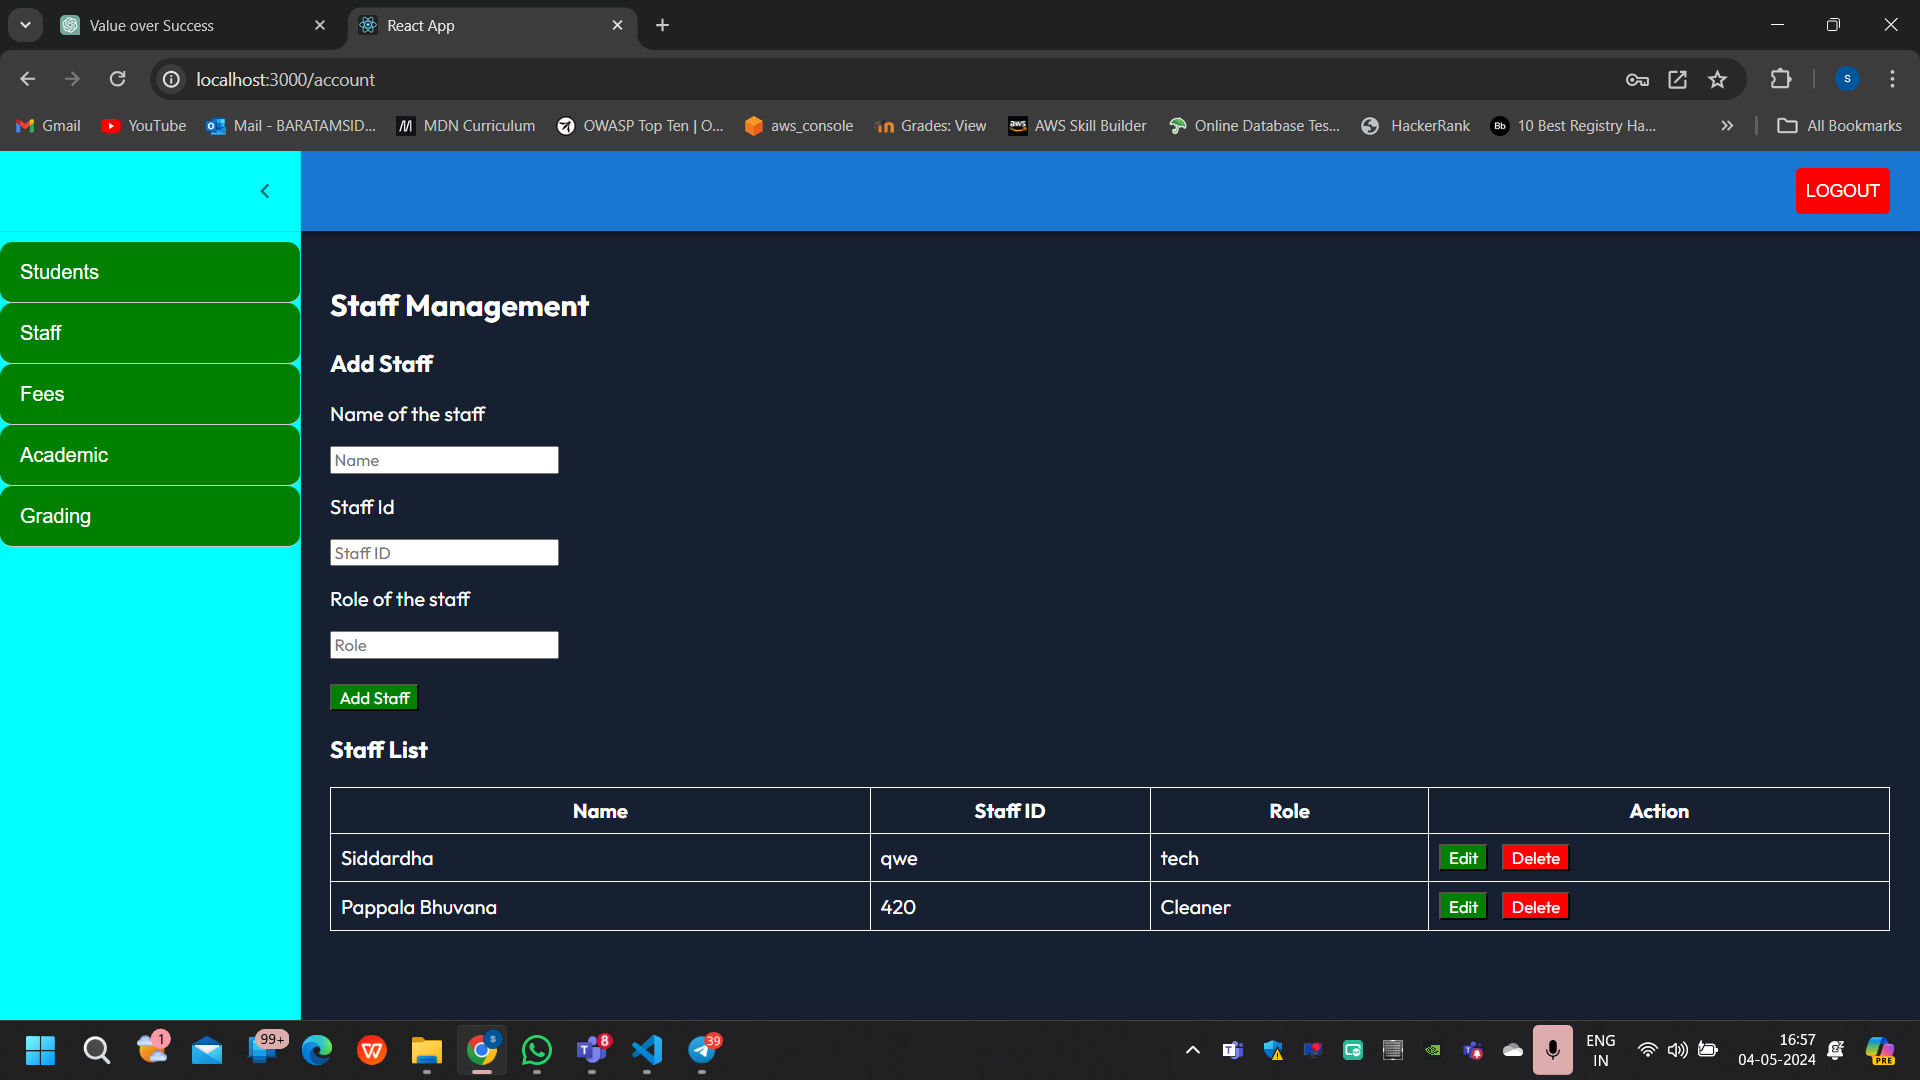 Value over Success
React App
localhost:3000/account
S
Gmail
YouTube
Mail - BARATAMSID...
MDN Curriculum
OWASP Top Ten | O...
aws_console
Grades: View
AWS Skill Builder
Online Database Tes...
HackerRank
Bb
10 Best Registry Ha...
All Bookmarks
LOGOUT
Students
Staff
Fees
Academic
Grading
Staff Management
Add Staff
Name of the staff
Name
Staff Id
Staff ID
Role of the staff
Role
Add Staff
Staff List
Name Staff ID Role Action
Siddardha qwe tech Edit Delete
Pappala Bhuvana 420 Cleaner Edit Delete
1
99+
8
39
ENG
IN
16:57
04-05-2024
PRE